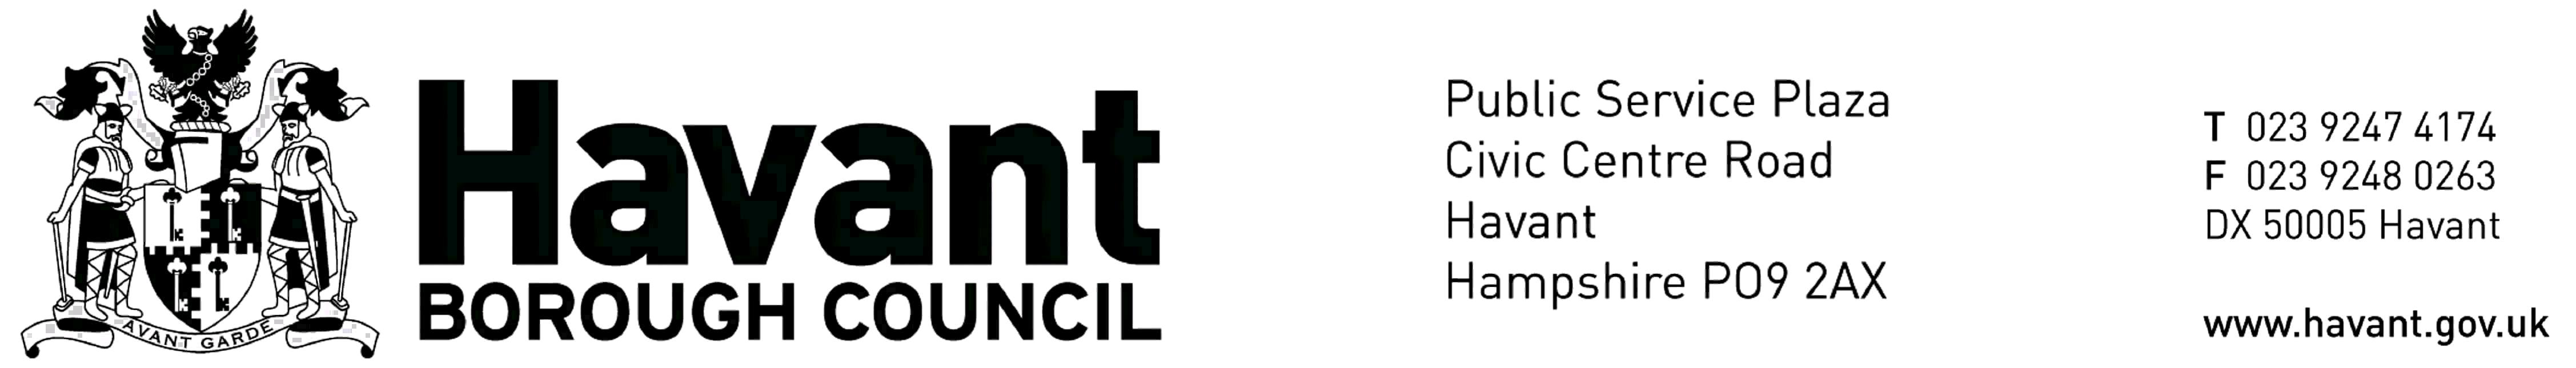 AVANT GARDE
Havant
BOROUGH COUNCIL
Public Service Plaza
Civic Centre Road
Havant
Hampshire PO9 2AX
T 023 9247 4174
F 023 9248 0263
DX 50005 Havant
www.havant.gov.uk